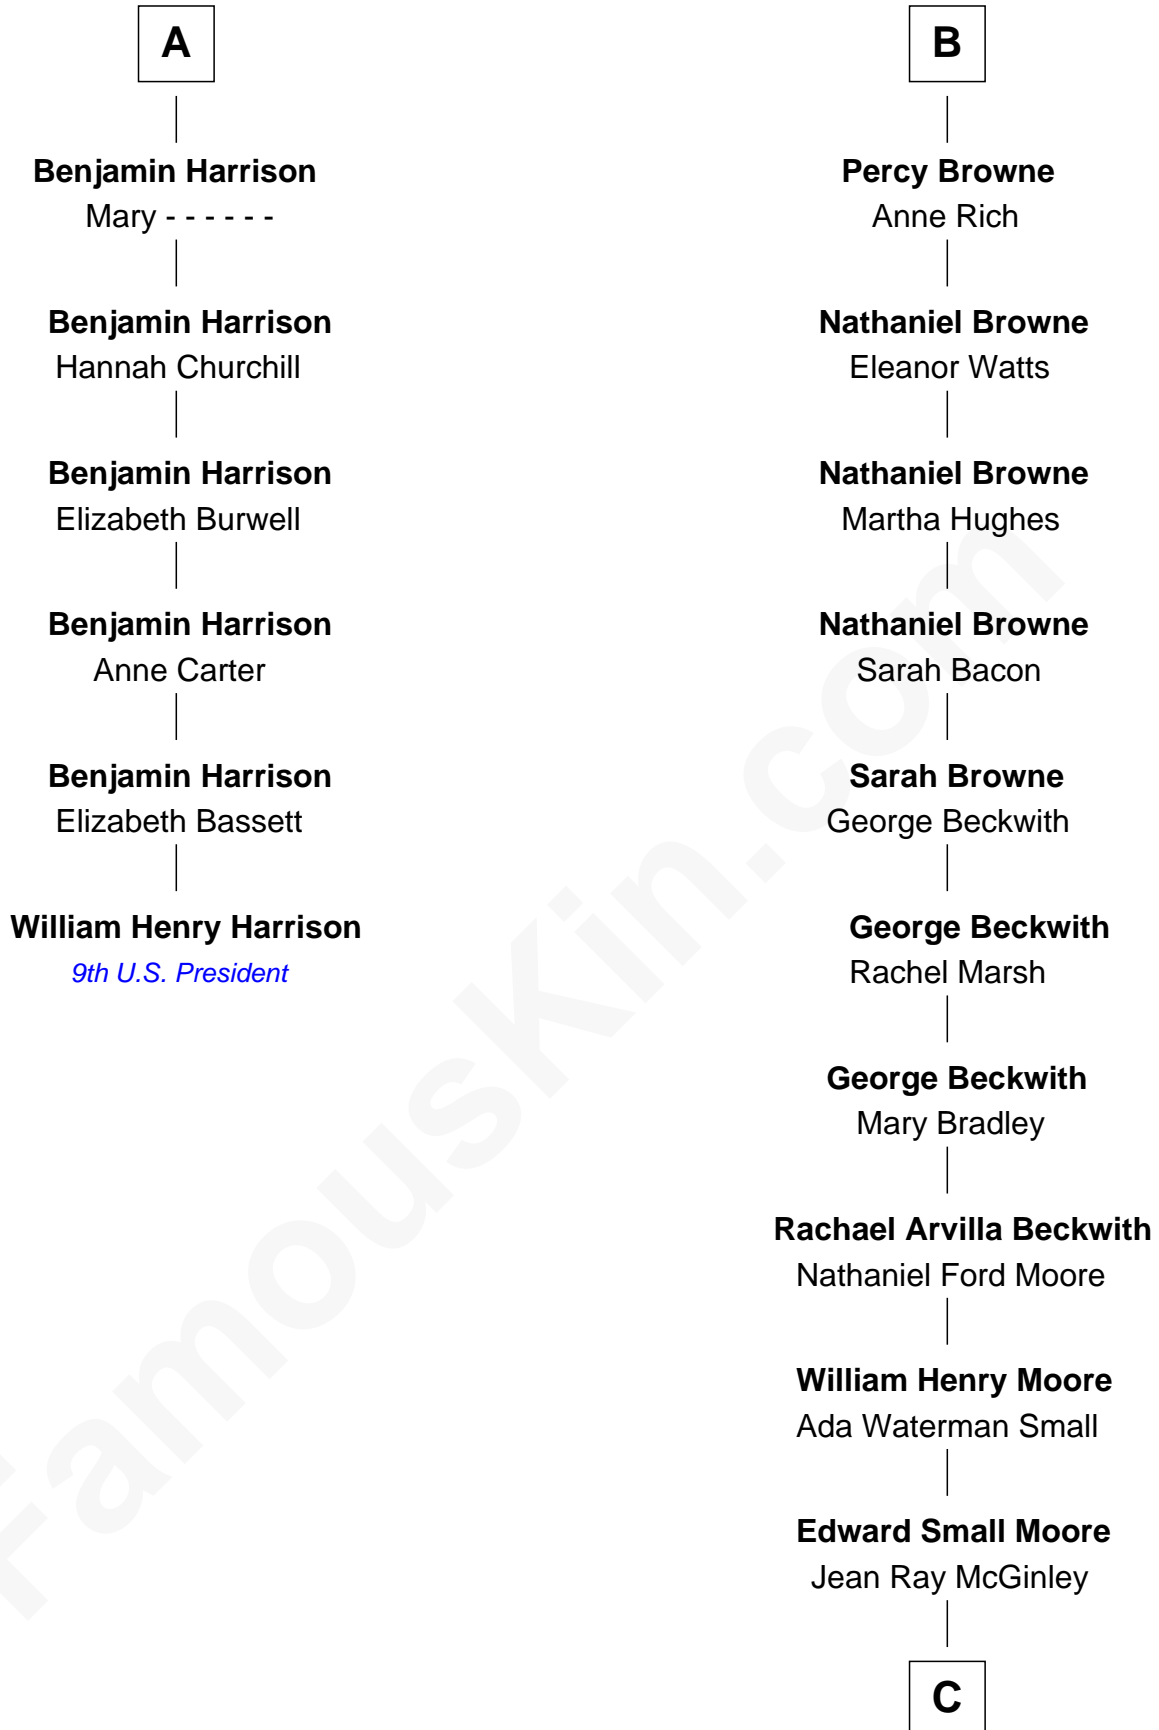 A
Benjamin Harrison
Mary - - - - - -
Benjamin Harrison
Hannah Churchill
Benjamin Harrison
Elizabeth Burwell
Benjamin Harrison
Anne Carter
Benjamin Harrison
Elizabeth Bassett
William Henry Harrison
9th U.S. President
B
Percy Browne
Anne Rich
Nathaniel Browne
Eleanor Watts
Nathaniel Browne
Martha Hughes
Nathaniel Browne
Sarah Bacon
Sarah Browne
George Beckwith
George Beckwith
Rachel Marsh
George Beckwith
Mary Bradley
Rachael Arvilla Beckwith
Nathaniel Ford Moore
William Henry Moore
Ada Waterman Small
Edward Small Moore
Jean Ray McGinley
C
FamousKin.com